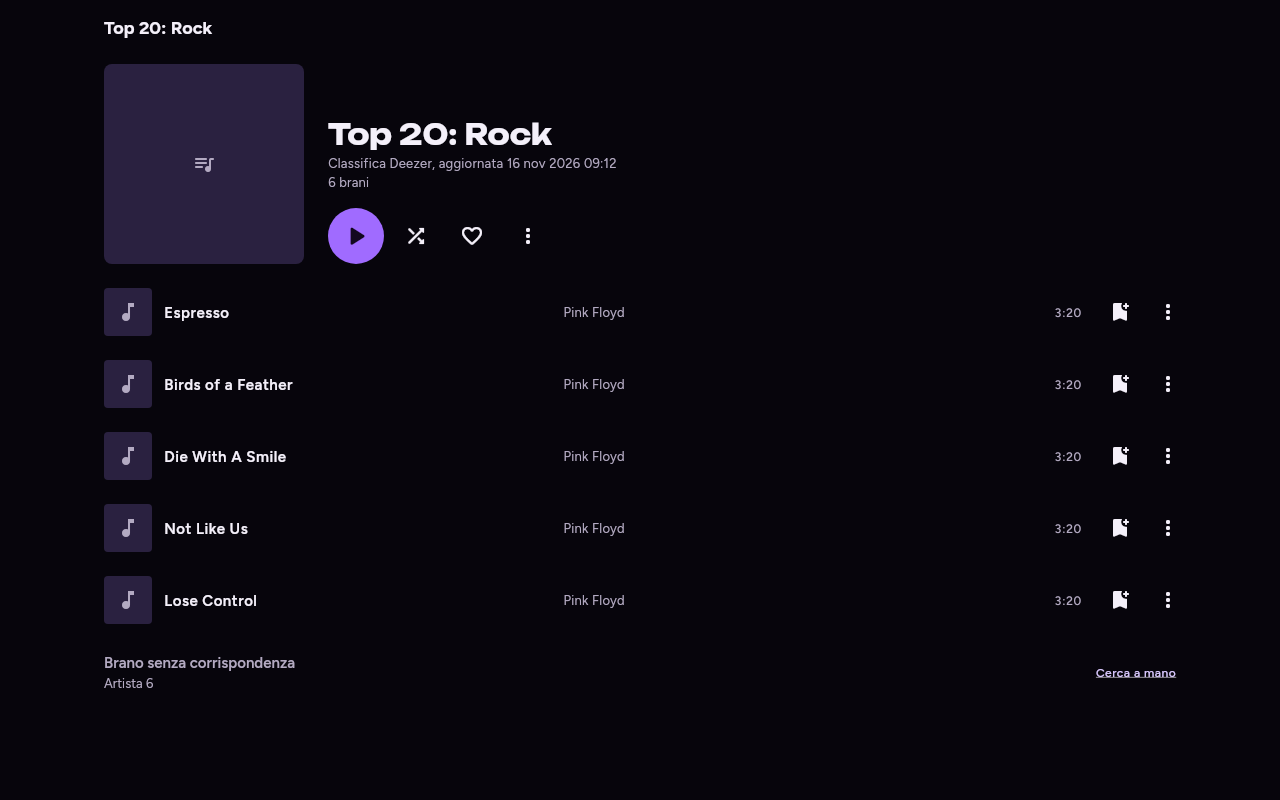 Top 20: Rock
Top 20: Rock
Classifica Deezer, aggiornata 16 nov 2026 09:12
6 brani
Espresso Pink Floyd 3:20
Birds of a Feather Pink Floyd 3:20
Die With A Smile Pink Floyd 3:20
Not Like Us Pink Floyd 3:20
Lose Control Pink Floyd 3:20
Brano senza corrispondenza
Artista 6
Cerca a mano